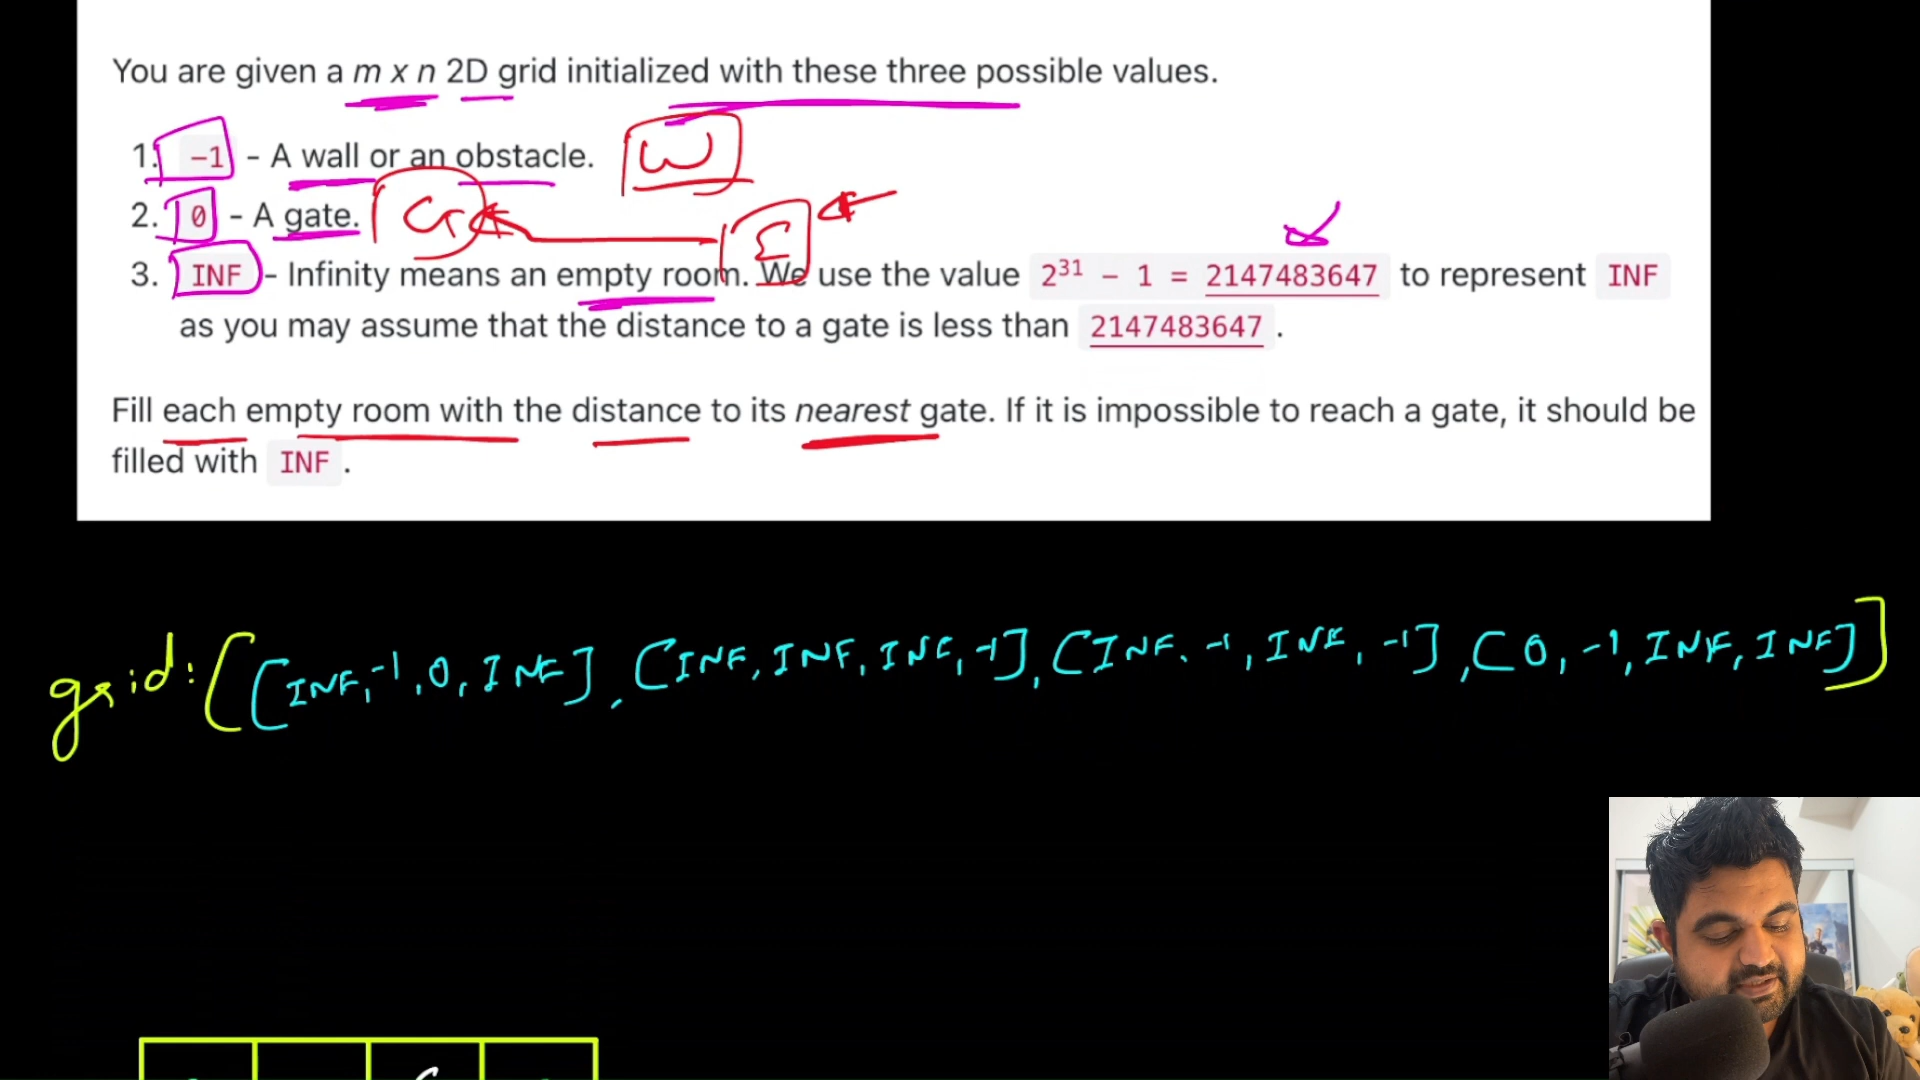 You are given a m x n 2D grid initialized with these three possible values.
1. -1 - A wall or an obstacle. W
2. 0 - A gate. G E
3. INF - Infinity means an empty room. We use the value 2^31 - 1 = 2147483647 to represent INF
as you may assume that the distance to a gate is less than 2147483647 .
Fill each empty room with the distance to its nearest gate. If it is impossible to reach a gate, it should be
filled with INF .
grid: [[INF, -1, 0, INF], [INF, INF, INF, -1], [INF, -1, INF, -1], [0, -1, INF, INF]]